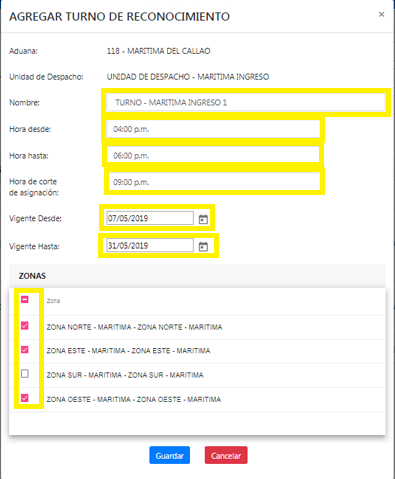 AGREGAR TURNO DE RECONOCIMIENTO ×
Aduana: 118 - MARITIMA DEL CALLAO
Unidad de Despacho: UNIDAD DE DESPACHO - MARITIMA INGRESO
Nombre: TURNO - MARITIMA INGRESO 1
Hora desde: 04:00 p.m.
Hora hasta: 06:00 p.m.
Hora de corte
de asignación: 09:00 p.m.
Vigente Desde: 07/05/2019
Vigente Hasta: 31/05/2019
ZONAS
Zona
ZONA NORTE - MARITIMA - ZONA NORTE - MARITIMA
ZONA ESTE - MARITIMA - ZONA ESTE - MARITIMA
ZONA SUR - MARITIMA - ZONA SUR - MARITIMA
ZONA OESTE - MARITIMA - ZONA OESTE - MARITIMA
Guardar Cancelar